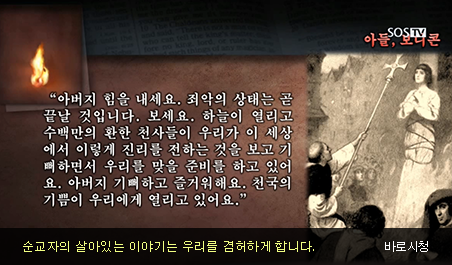 SOSTV
아들, 보니콘
“아버지 힘을 내세요. 죄악의 상태는 곧
끝날 것입니다. 보세요. 하늘이 열리고
수백만의 환한 천사들이 우리가 이 세상
에서 이렇게 진리를 전하는 것을 보고 기
뻐하면서 우리를 맞을 준비를 하고 있어
요. 아버지 기뻐하고 즐거워해요. 천국의
기쁨이 우리에게 열리고 있어요.”
순교자의 살아있는 이야기는 우리를 겸허하게 합니다.
바로시청